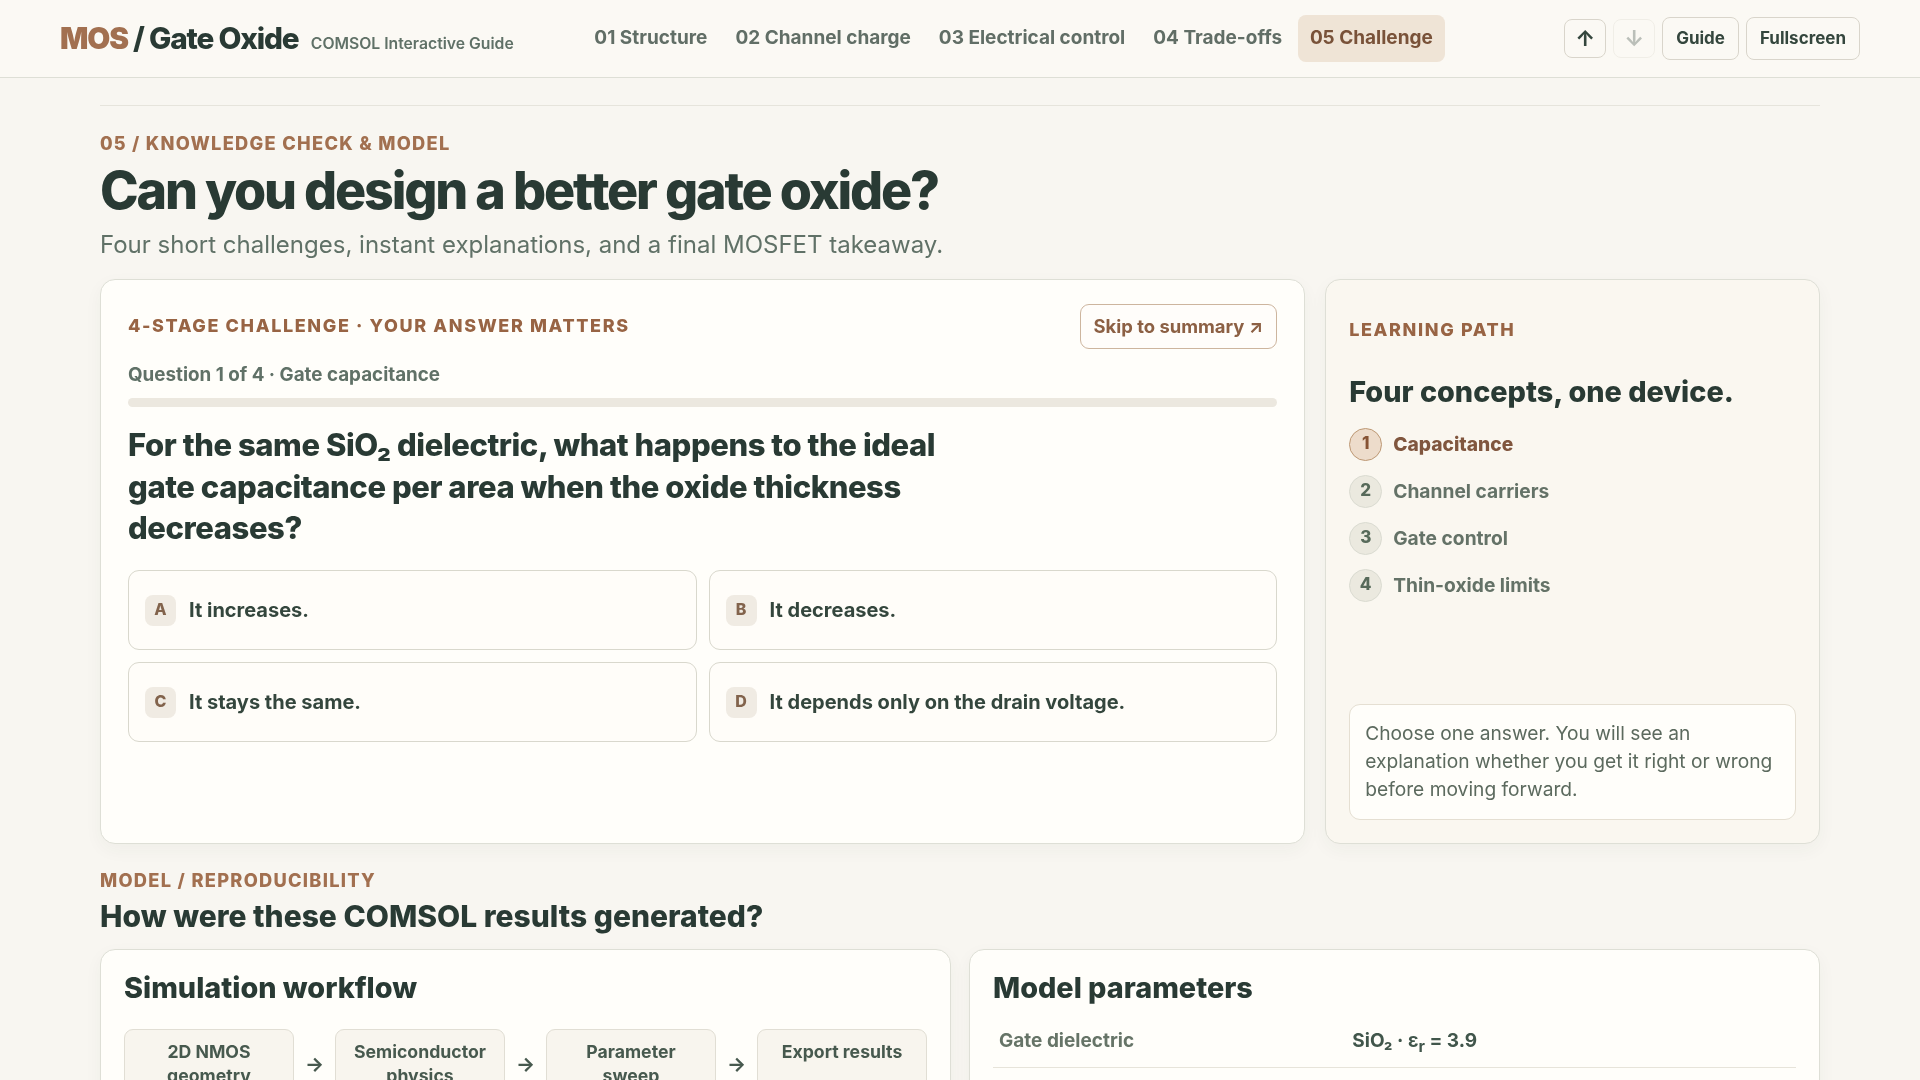 MOS / Gate Oxide COMSOL Interactive Guide
01 Structure
02 Channel charge
03 Electrical control
04 Trade-offs
05 Challenge
↑
↓
Guide
Fullscreen
05 / KNOWLEDGE CHECK & MODEL
Can you design a better gate oxide?
Four short challenges, instant explanations, and a final MOSFET takeaway.
4-STAGE CHALLENGE · YOUR ANSWER MATTERS
Skip to summary ↗
Question 1 of 4 · Gate capacitance
For the same SiO₂ dielectric, what happens to the ideal
gate capacitance per area when the oxide thickness
decreases?
A It increases.
B It decreases.
C It stays the same.
D It depends only on the drain voltage.
LEARNING PATH
Four concepts, one device.
1 Capacitance
2 Channel carriers
3 Gate control
4 Thin-oxide limits
Choose one answer. You will see an
explanation whether you get it right or wrong
before moving forward.
MODEL / REPRODUCIBILITY
How were these COMSOL results generated?
Simulation workflow
2D NMOS
geometry
→
Semiconductor
physics
→
Parameter
sweep
→
Export results
Model parameters
Gate dielectric
SiO₂ · εr = 3.9